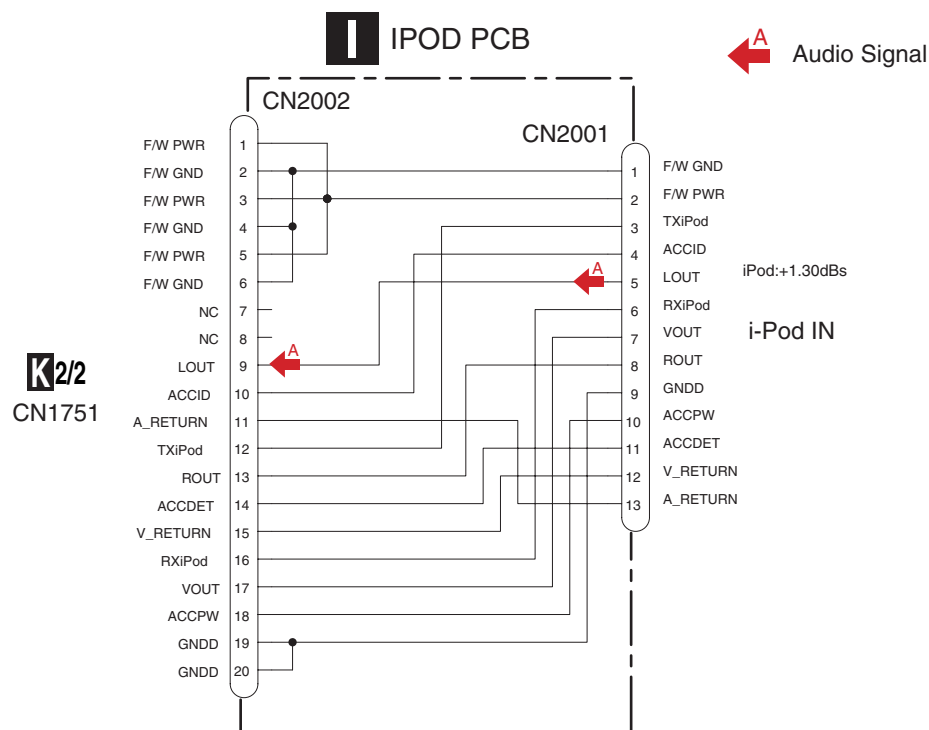 I IPOD PCB
A Audio Signal
CN2002
CN2001
F/W PWR 1
F/W GND 2
F/W PWR 3
F/W GND 4
F/W PWR 5
F/W GND 6
NC 7
NC 8
LOUT 9 A
ACCID 10
A_RETURN 11
TXiPod 12
ROUT 13
ACCDET 14
V_RETURN 15
RXiPod 16
VOUT 17
ACCPW 18
GNDD 19
GNDD 20
K 2/2
CN1751
1 F/W GND
2 F/W PWR
3 TXiPod
4 ACCID
A 5 LOUT
6 RXiPod
7 VOUT
8 ROUT
9 GNDD
10 ACCPW
11 ACCDET
12 V_RETURN
13 A_RETURN
iPod:+1.30dBs
i-Pod IN